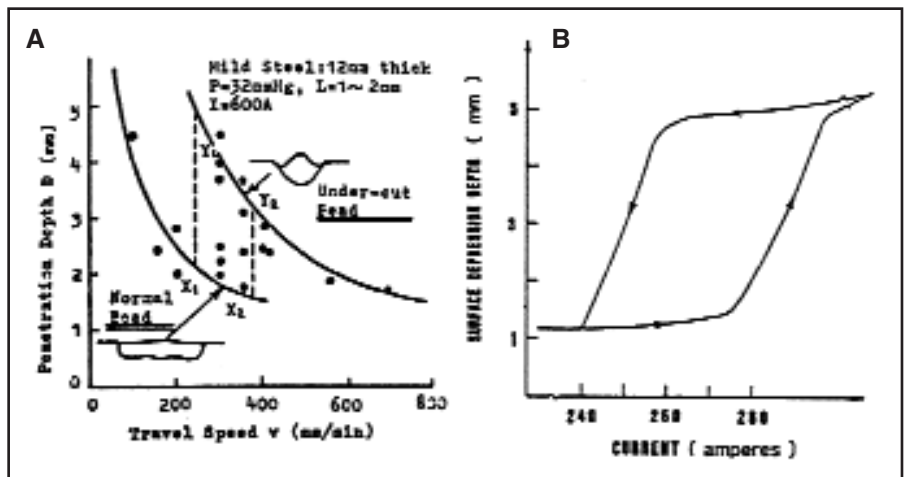 A
Mild Steel:12mm thick
P=32mmHg, L=1~2mm
I=600A
5
4
3
2
1
0
Penetration Depth D (mm)
Y1
Y2
X1
X2
Under-cut
Bead
Normal
Bead
0
200
400
600
800
Travel Speed v (mm/min)
B
SURFACE DEPRESSION DEPTH ( mm )
1
240
260
280
CURRENT ( amperes )